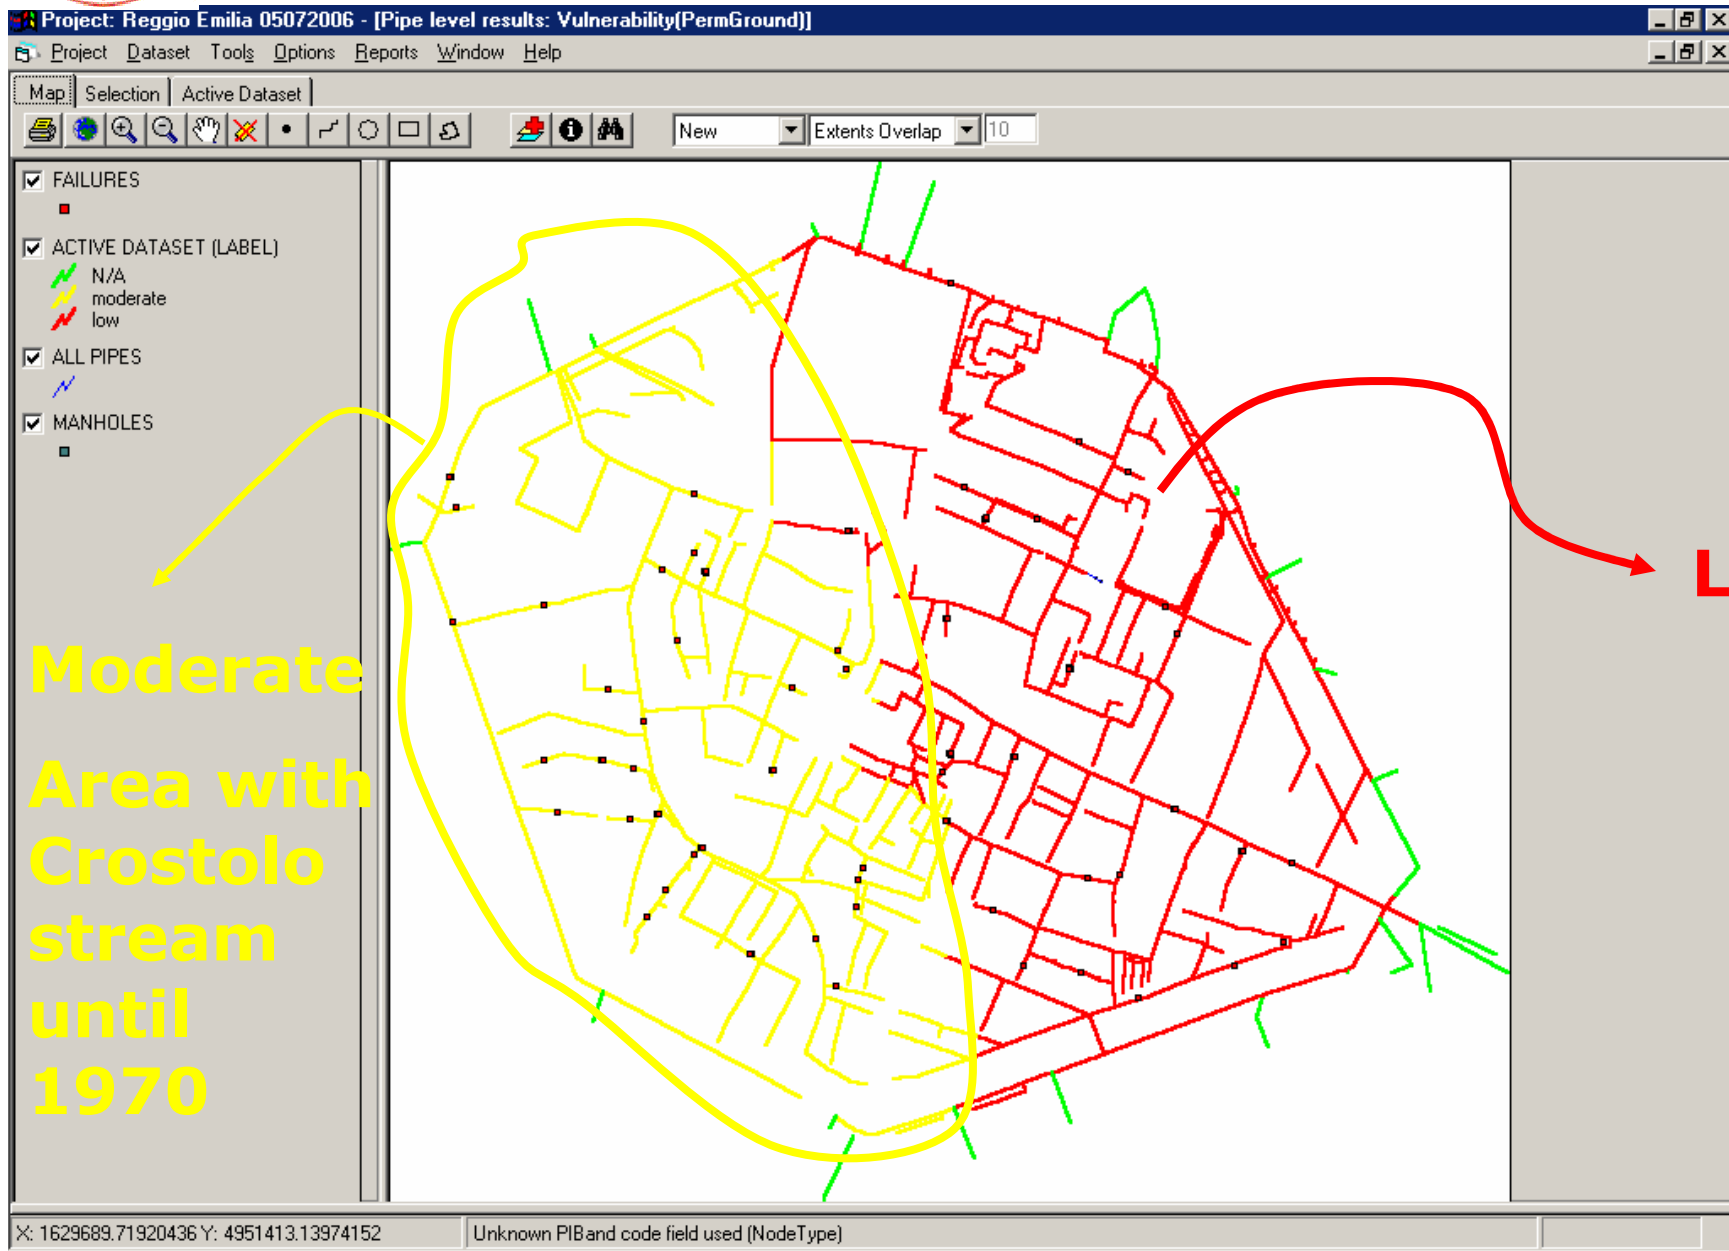 Project: Reggio Emilia 05072006 - [Pipe level results: Vulnerability(PermGround)]
Project Dataset Tools Options Reports Window Help
Map Selection Active Dataset
New Extents Overlap 10
FAILURES
ACTIVE DATASET (LABEL)
N/A
moderate
low
ALL PIPES
MANHOLES
L
Moderate
Area with
Crostolo
stream
until
1970
X: 1629689.71920436 Y: 4951413.13974152 Unknown PIBand code field used (NodeType)